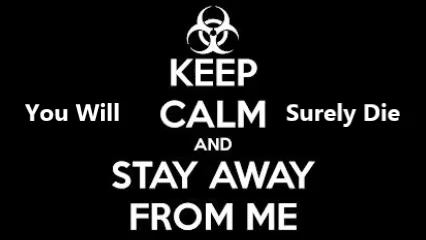 KEEP
You Will CALM Surely Die
AND
STAY AWAY
FROM ME